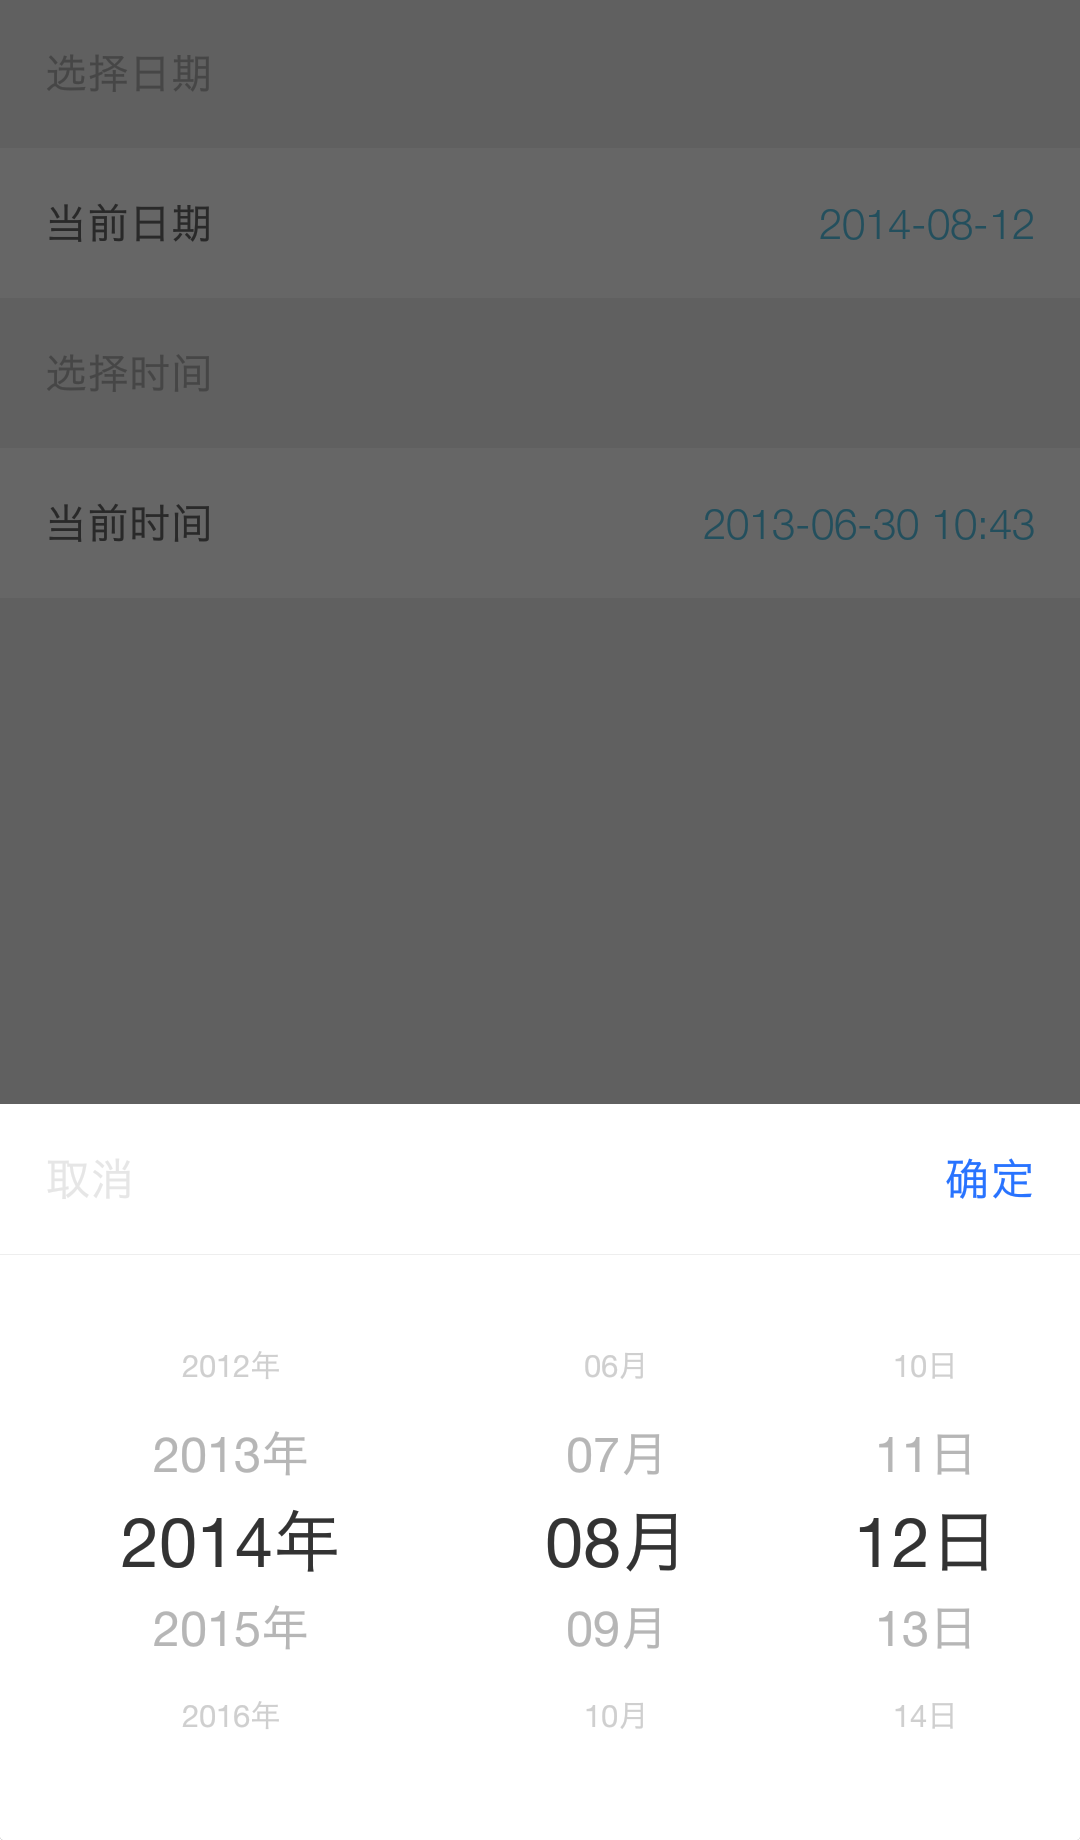 选择日期
当前日期 2014-08-12
选择时间
当前时间 2013-06-30 10:43
取消 确定
2012年 06月 10日
2013年 07月 11日
2014年 08月 12日
2015年 09月 13日
2016年 10月 14日